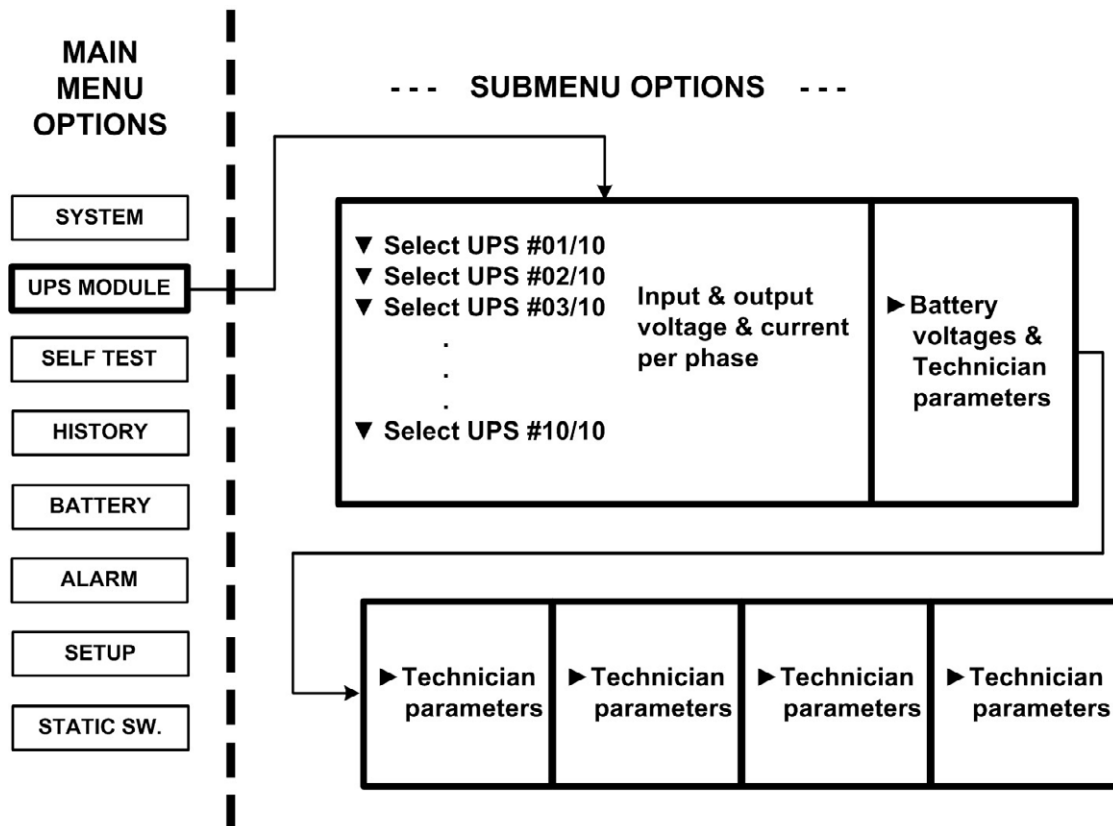 MAIN
MENU
OPTIONS
- - - SUBMENU OPTIONS - - -
SYSTEM
UPS MODULE
SELF TEST
HISTORY
BATTERY
ALARM
SETUP
STATIC SW.
▼ Select UPS #01/10
▼ Select UPS #02/10
▼ Select UPS #03/10
.
.
.
▼ Select UPS #10/10
Input & output
voltage & current
per phase
► Battery
voltages &
Technician
parameters
► Technician
parameters
► Technician
parameters
► Technician
parameters
► Technician
parameters